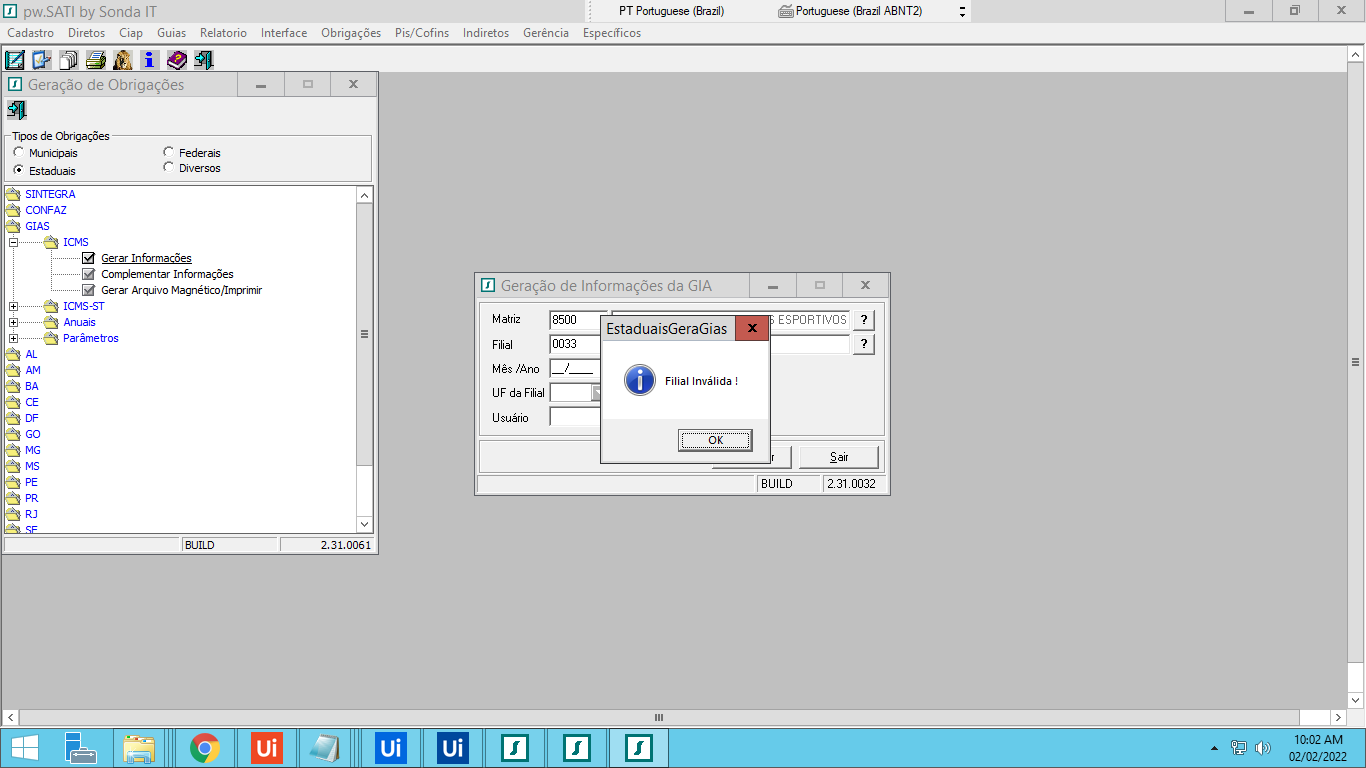 pw.SATI by Sonda IT
PT Portuguese (Brazil)
Portuguese (Brazil ABNT2)
Cadastro Diretos Ciap Guias Relatorio Interface Obrigações Pis/Cofins Indiretos Gerência Específicos
Geração de Obrigações
Tipos de Obrigações
Municipais
Federais
Estaduais
Diversos
SINTEGRA
CONFAZ
GIAS
ICMS
Gerar Informações
Complementar Informações
Gerar Arquivo Magnético/Imprimir
ICMS-ST
Anuais
Parâmetros
AL
AM
BA
CE
DF
GO
MG
MS
PE
PR
RJ
SE
BUILD
2.31.0061
Geração de Informações da GIA
Matriz
8500
S ESPORTIVOS
?
Filial
0033
?
Mês /Ano
__/____
UF da Filial
Usuário
EstaduaisGeraGias
Filial Inválida !
OK
Sair
BUILD
2.31.0032
Ui
Ui
Ui
10:02 AM
02/02/2022